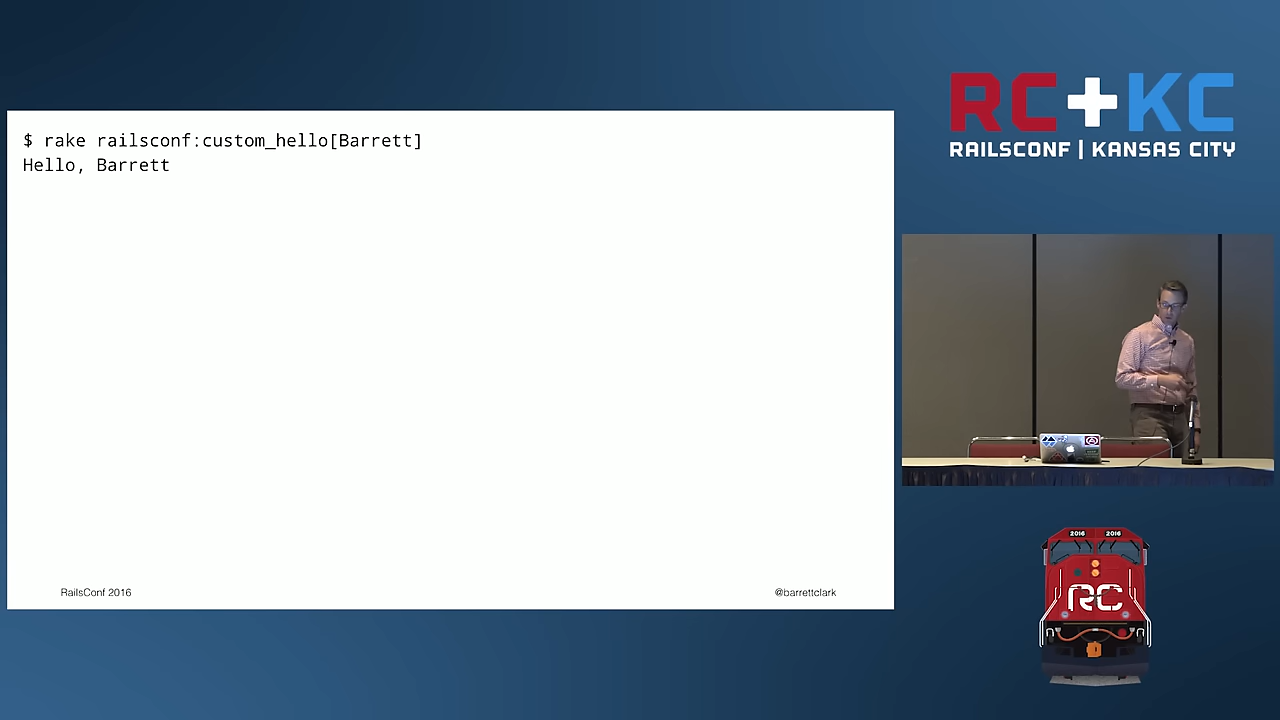 $ rake railsconf:custom_hello[Barrett]
Hello, Barrett
RailsConf 2016
@barrettclark
RC+KC
RAILSCONF | KANSAS CITY
2016 2016
RC